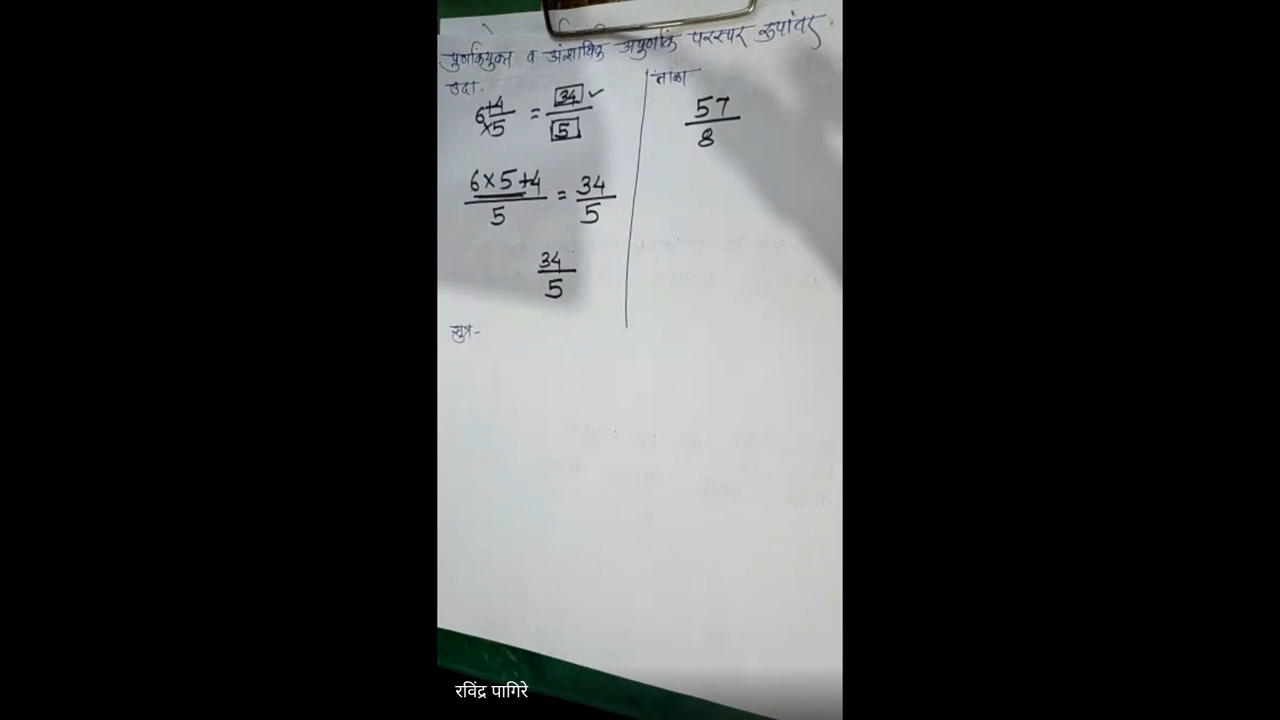 पुर्णांकयुक्त व अंशाधिक अपुर्णांक परस्पर रुपांतर.
उदा.
6 +4/×5 = 34/5 ✓
6×5+4/5 = 34/5
34/5
57/8
सुत्र-
रविंद्र पागिरे